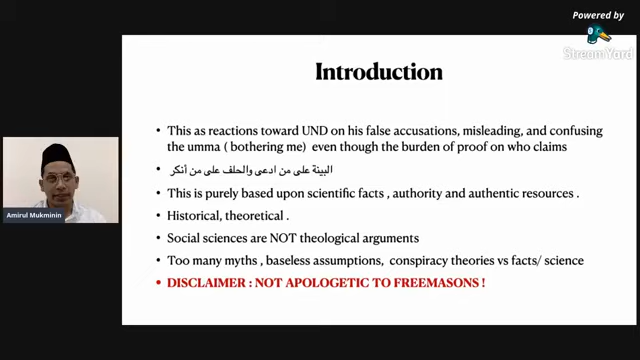 Powered by
StreamYard
Introduction
• This as reactions toward UND on his false accusations, misleading, and confusing
the umma ( bothering me) even though the burden of proof on who claims
• البينة على من ادعى والحلف على من أنكر
• This is purely based upon scientific facts , authority and authentic resources .
• Historical, theoretical .
• Social sciences are NOT theological arguments
• Too many myths , baseless assumptions, conspiracy theories vs facts/ science
• DISCLAIMER : NOT APOLOGETIC TO FREEMASONS !
Amirul Mukminin